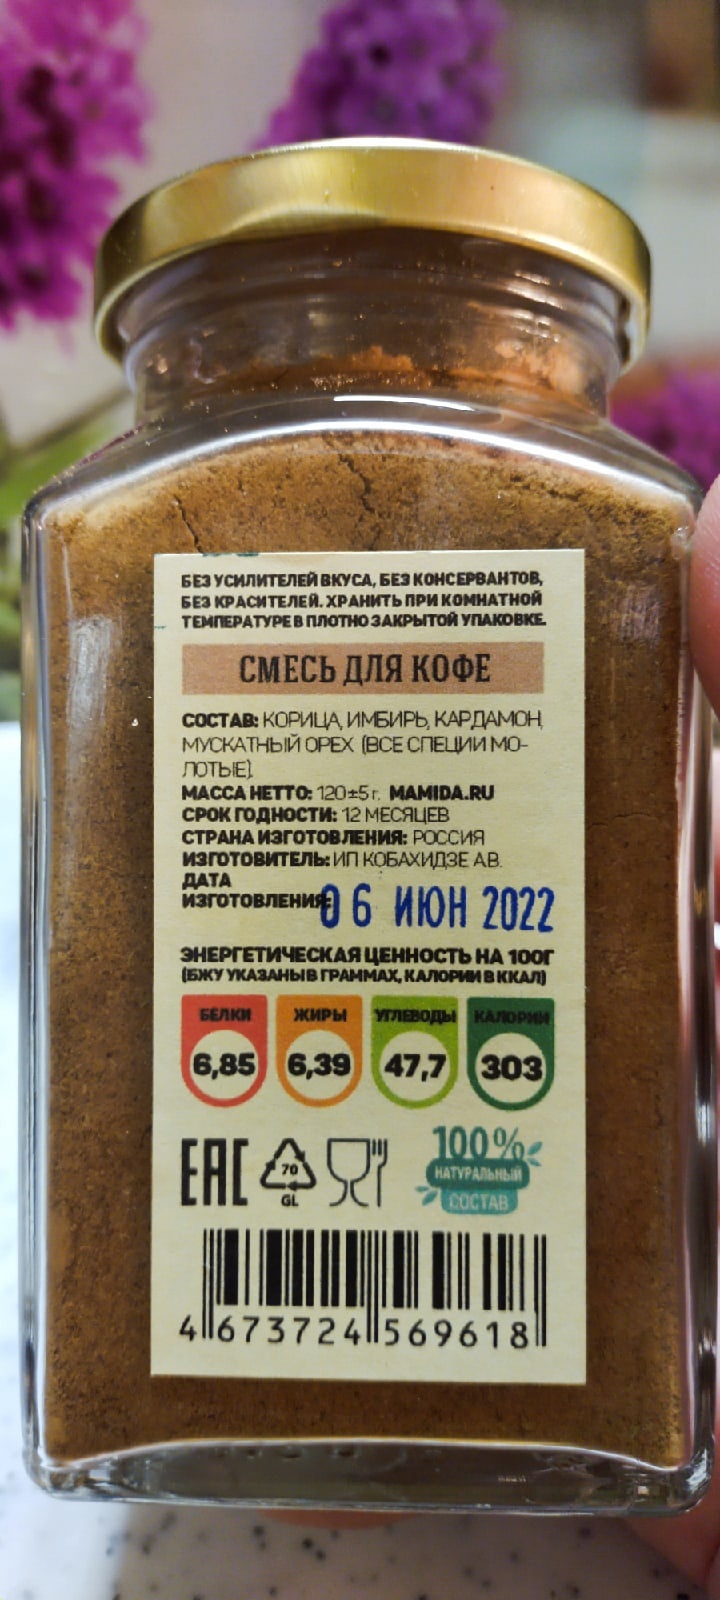 БЕЗ УСИЛИТЕЛЕЙ ВКУСА, БЕЗ КОНСЕРВАНТОВ,
БЕЗ КРАСИТЕЛЕЙ. ХРАНИТЬ ПРИ КОМНАТНОЙ
ТЕМПЕРАТУРЕ В ПЛОТНО ЗАКРЫТОЙ УПАКОВКЕ.
СМЕСЬ ДЛЯ КОФЕ
СОСТАВ: КОРИЦА, ИМБИРЬ, КАРДАМОН,
МУСКАТНЫЙ ОРЕХ (ВСЕ СПЕЦИИ МО-
ЛОТЫЕ).
МАССА НЕТТО: 120±5 г. MAMIDA.RU
СРОК ГОДНОСТИ: 12 МЕСЯЦЕВ
СТРАНА ИЗГОТОВЛЕНИЯ: РОССИЯ
ИЗГОТОВИТЕЛЬ: ИП КОБАХИДЗЕ А.В.
ДАТА
ИЗГОТОВЛЕНИЯ: 06 ИЮН 2022
ЭНЕРГЕТИЧЕСКАЯ ЦЕННОСТЬ НА 100Г
(БЖУ УКАЗАНЫ В ГРАММАХ, КАЛОРИИ В ККАЛ)
БЕЛКИ ЖИРЫ УГЛЕВОДЫ КАЛОРИИ
6,85 6,39 47,7 303
EAC 70 GL 100% НАТУРАЛЬНЫЙ СОСТАВ
4 673724 569618